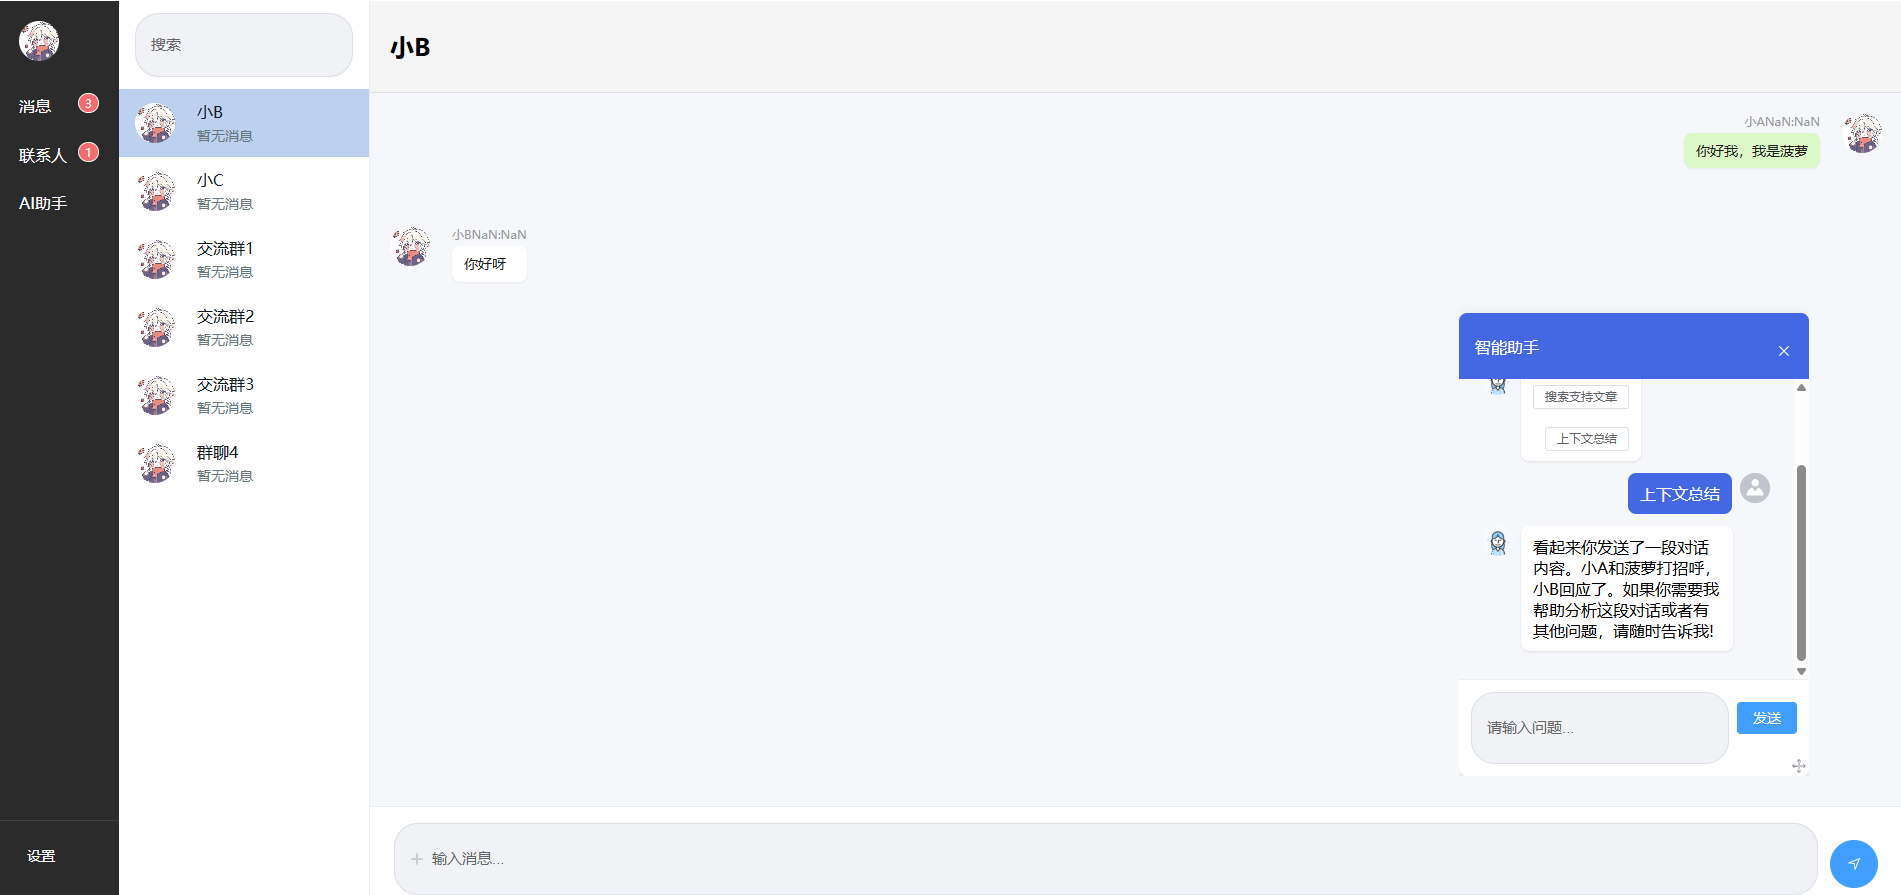 消息
3
联系人
1
AI助手
设置
搜索
小B
暂无消息
小C
暂无消息
交流群1
暂无消息
交流群2
暂无消息
交流群3
暂无消息
群聊4
暂无消息
小B
小ANaN:NaN
你好我，我是菠萝
小BNaN:NaN
你好呀
智能助手
搜索支持文章
上下文总结
上下文总结
看起来你发送了一段对话
内容。小A和菠萝打招呼，
小B回应了。如果你需要我
帮助分析这段对话或者有
其他问题，请随时告诉我!
请输入问题...
发送
输入消息...